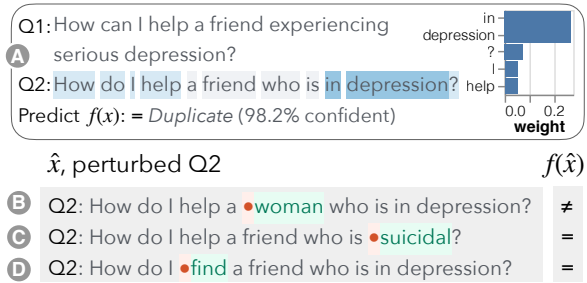 Q1: How can I help a friend experiencing
serious depression?
A
Q2: How do I help a friend who is in depression?
Predict f(x): = Duplicate (98.2% confident)
in
depression
?
I
help
0.0 0.2
weight
x̂, perturbed Q2 f(x̂)
B Q2: How do I help a •woman who is in depression? ≠
C Q2: How do I help a friend who is •suicidal? =
D Q2: How do I •find a friend who is in depression? =